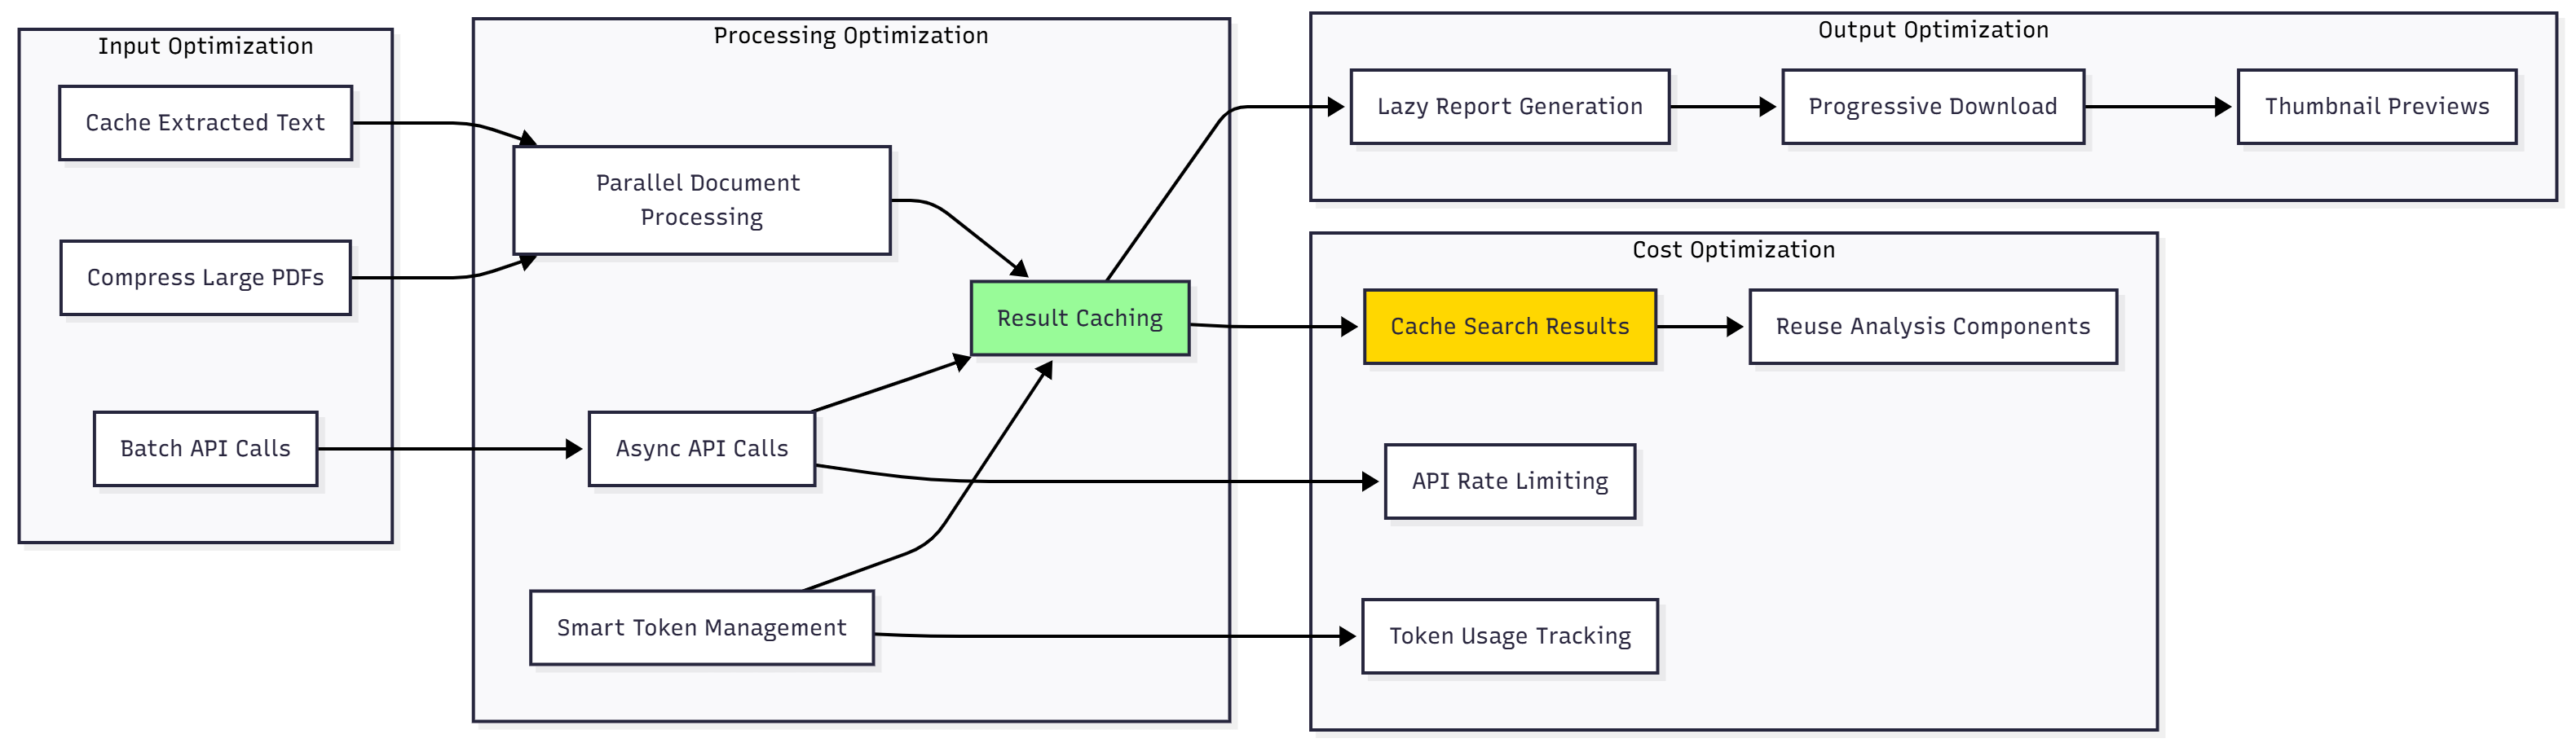 Input Optimization
Cache Extracted Text
Compress Large PDFs
Batch API Calls
Processing Optimization
Parallel Document
Processing
Result Caching
Async API Calls
Smart Token Management
Output Optimization
Lazy Report Generation
Progressive Download
Thumbnail Previews
Cost Optimization
Cache Search Results
Reuse Analysis Components
API Rate Limiting
Token Usage Tracking